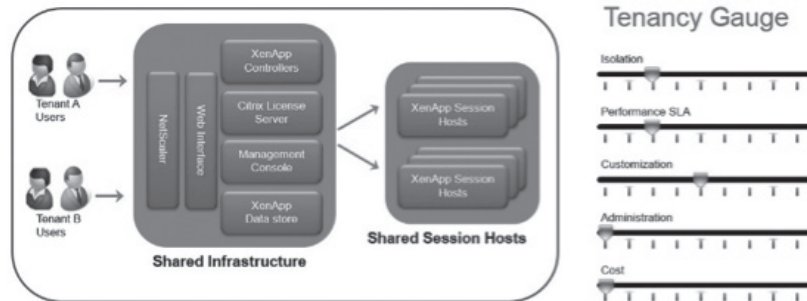 Tenancy Gauge
Tenant A
Users
Tenant B
Users
NetScaler
Web Interface
XenApp
Controllers
Citrix License
Server
Management
Console
XenApp
Data store
Shared Infrastructure
XenApp Session
Hosts
XenApp Session
Hosts
Shared Session Hosts
Isolation
Performance SLA
Customization
Administration
Cost